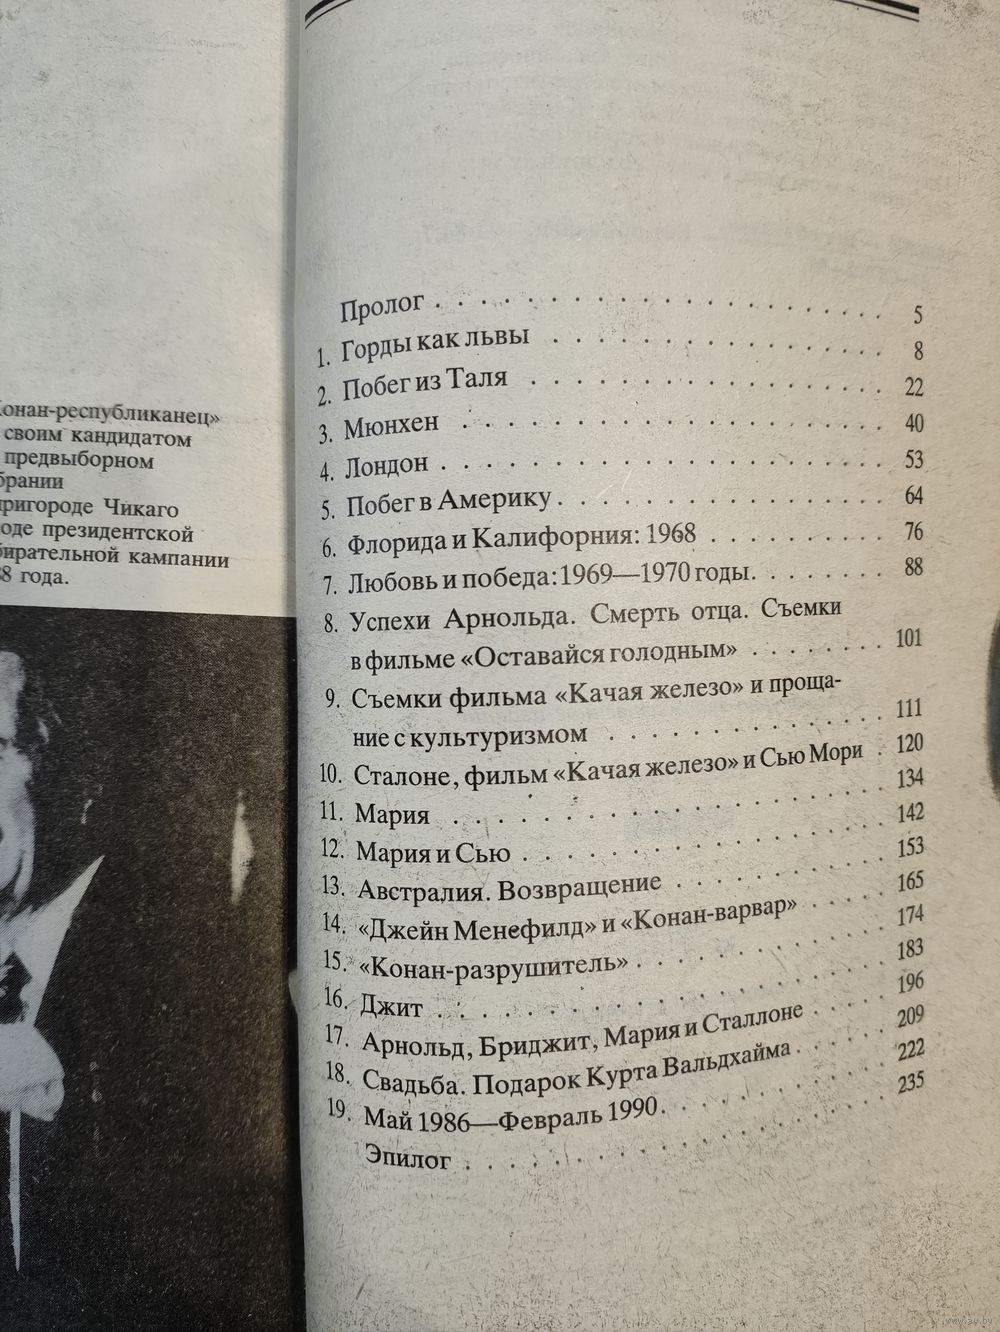 Конан-республиканец»
своим кандидатом
предвыборном
пригороде Чикаго
президентской
кампании
года.
Пролог . . . . . . . . . . . . . . . . . . . . 5
1. Горды как львы . . . . . . . . . . . . . . . 8
2. Побег из Таля . . . . . . . . . . . . . . . . 22
3. Мюнхен . . . . . . . . . . . . . . . . . . . 40
4. Лондон . . . . . . . . . . . . . . . . . . . . 53
5. Побег в Америку . . . . . . . . . . . . . . . 64
6. Флорида и Калифорния: 1968 . . . . . . . . . 76
7. Любовь и победа: 1969—1970 годы. . . . . . . 88
8. Успехи Арнольда. Смерть отца. Съемки
в фильме «Оставайся голодным» . . . . . . . 101
9. Съемки фильма «Качая железо» и проща-
ние с культуризмом . . . . . . . . . . . . . 111
10. Сталоне, фильм «Качая железо» и Сью Мори . 120
11. Мария . . . . . . . . . . . . . . . . . . . 134
12. Мария и Сью . . . . . . . . . . . . . . . . 142
13. Австралия. Возвращение . . . . . . . . . . 153
14. «Джейн Менефилд» и «Конан-варвар» . . . . 165
15. «Конан-разрушитель» . . . . . . . . . . . . 174
16. Джит . . . . . . . . . . . . . . . . . . . . 183
17. Арнольд, Бриджит, Мария и Сталлоне . . . . 196
18. Свадьба. Подарок Курта Вальдхайма . . . . 209
19. Май 1986—Февраль 1990. . . . . . . . . . . 222
Эпилог . . . . . . . . . . . . . . . . . . . 235